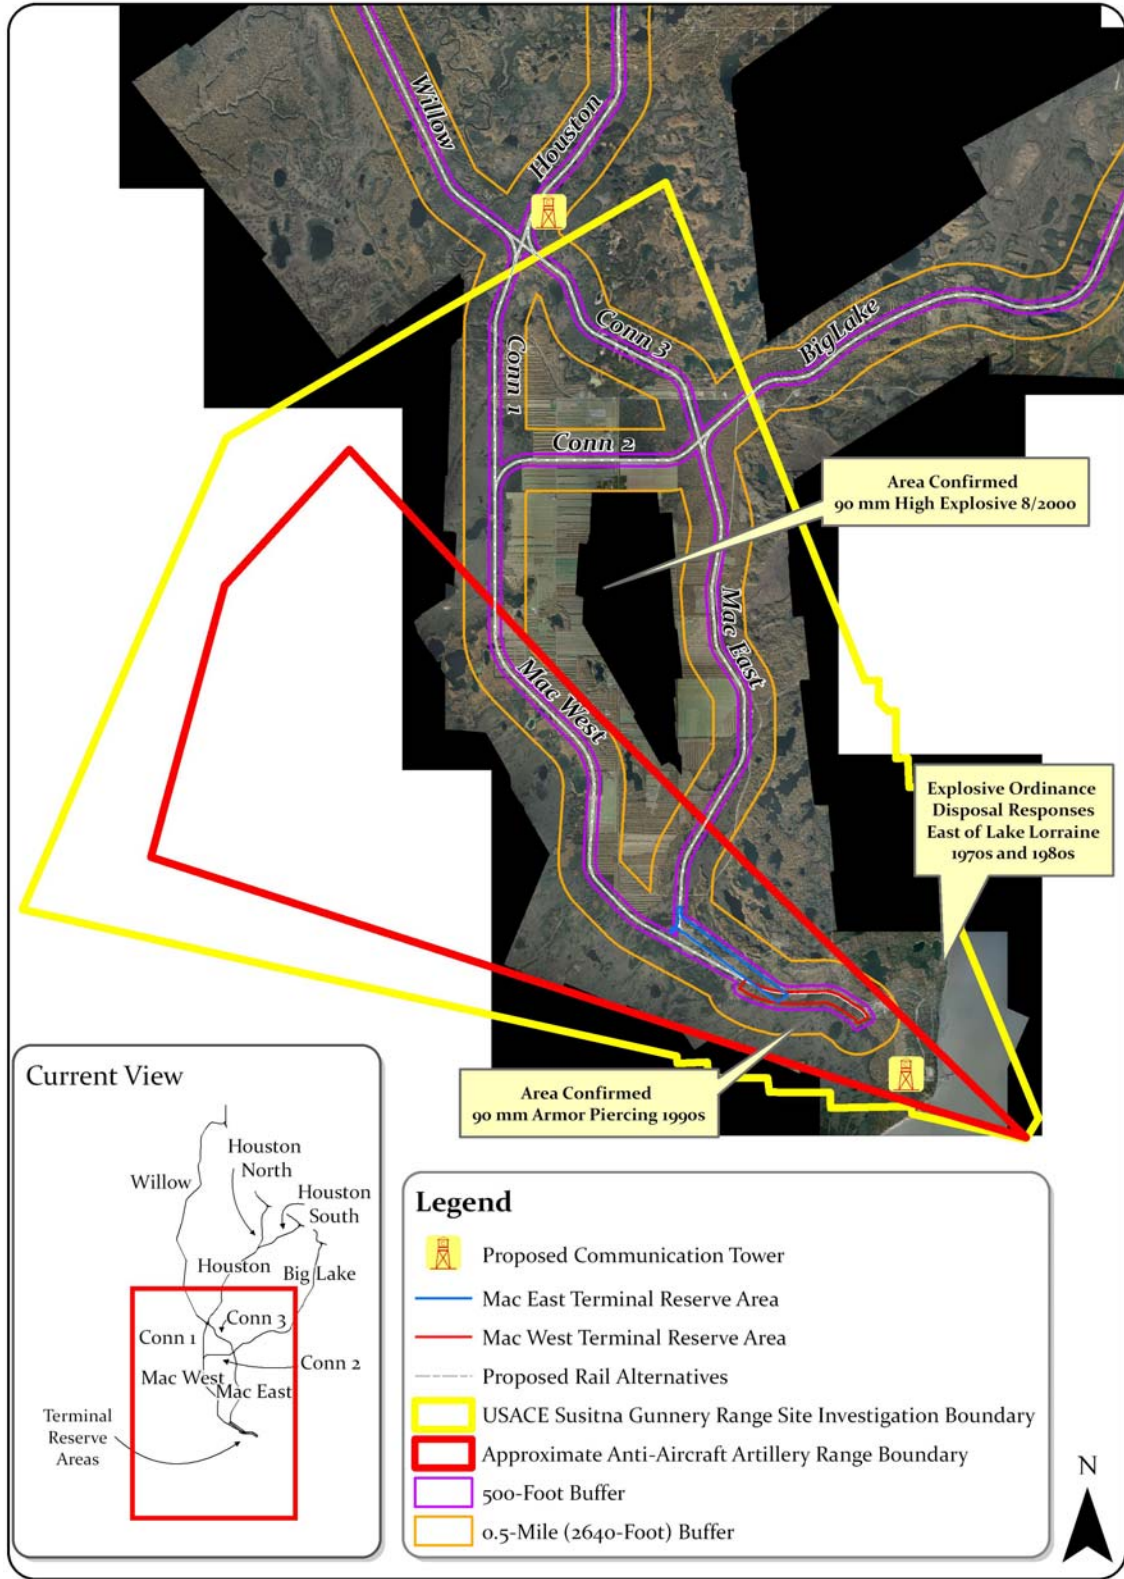 Willow
Houston
Conn 3
BigLake
Conn 1
Conn 2
Area Confirmed
90 mm High Explosive 8/2000
Mac East
Mac West
Explosive Ordinance
Disposal Responses
East of Lake Lorraine
1970s and 1980s
Area Confirmed
90 mm Armor Piercing 1990s
Current View
Houston
North
Willow
Houston
South
Houston
Big Lake
Conn 3
Conn 1
Conn 2
Mac West
Mac East
Terminal
Reserve
Areas
Legend
Proposed Communication Tower
Mac East Terminal Reserve Area
Mac West Terminal Reserve Area
Proposed Rail Alternatives
USACE Susitna Gunnery Range Site Investigation Boundary
Approximate Anti-Aircraft Artillery Range Boundary
500-Foot Buffer
0.5-Mile (2640-Foot) Buffer
N